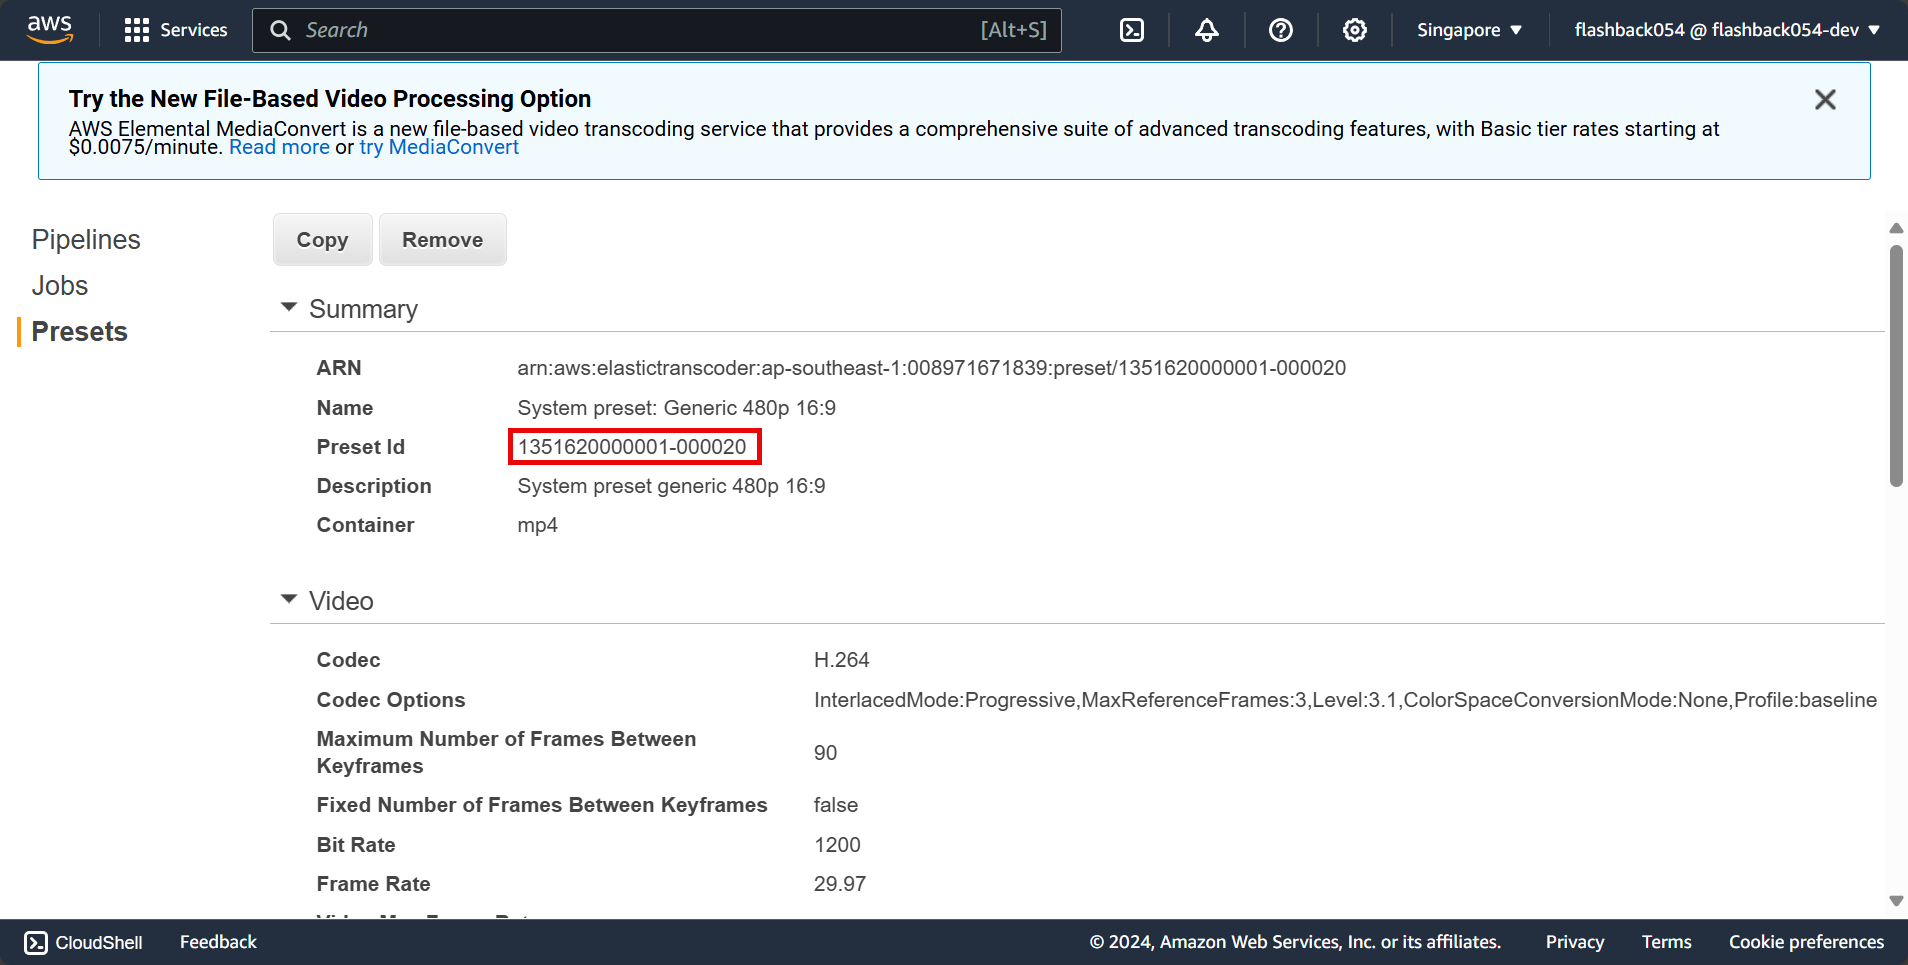 aws
Services
Search
[Alt+S]
Singapore
flashback054 @ flashback054-dev
Try the New File-Based Video Processing Option
AWS Elemental MediaConvert is a new file-based video transcoding service that provides a comprehensive suite of advanced transcoding features, with Basic tier rates starting at
$0.0075/minute. Read more or try MediaConvert
Pipelines
Jobs
Presets
Copy
Remove
Summary
ARN arn:aws:elastictranscoder:ap-southeast-1:008971671839:preset/1351620000001-000020
Name System preset: Generic 480p 16:9
Preset Id 1351620000001-000020
Description System preset generic 480p 16:9
Container mp4
Video
Codec H.264
Codec Options InterlacedMode:Progressive,MaxReferenceFrames:3,Level:3.1,ColorSpaceConversionMode:None,Profile:baseline
Maximum Number of Frames Between
Keyframes 90
Fixed Number of Frames Between Keyframes false
Bit Rate 1200
Frame Rate 29.97
CloudShell
Feedback
© 2024, Amazon Web Services, Inc. or its affiliates.
Privacy
Terms
Cookie preferences